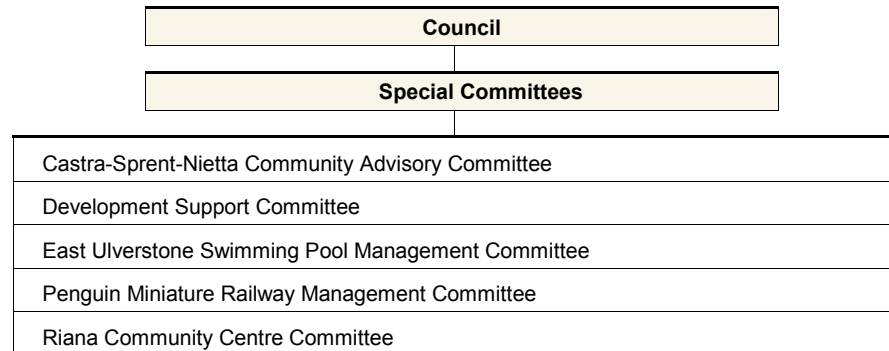 Council
Special Committees
Castra-Sprent-Nietta Community Advisory Committee
Development Support Committee
East Ulverstone Swimming Pool Management Committee
Penguin Miniature Railway Management Committee
Riana Community Centre Committee